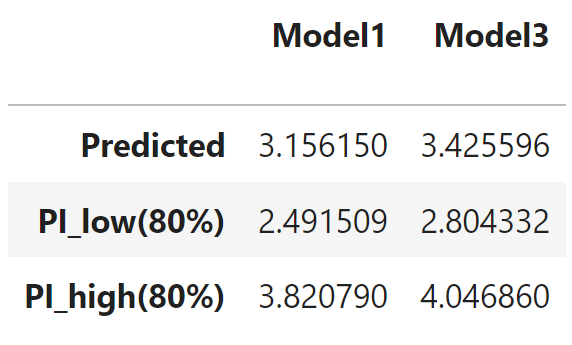 Model1 Model3
Predicted 3.156150 3.425596
PI_low(80%) 2.491509 2.804332
PI_high(80%) 3.820790 4.046860